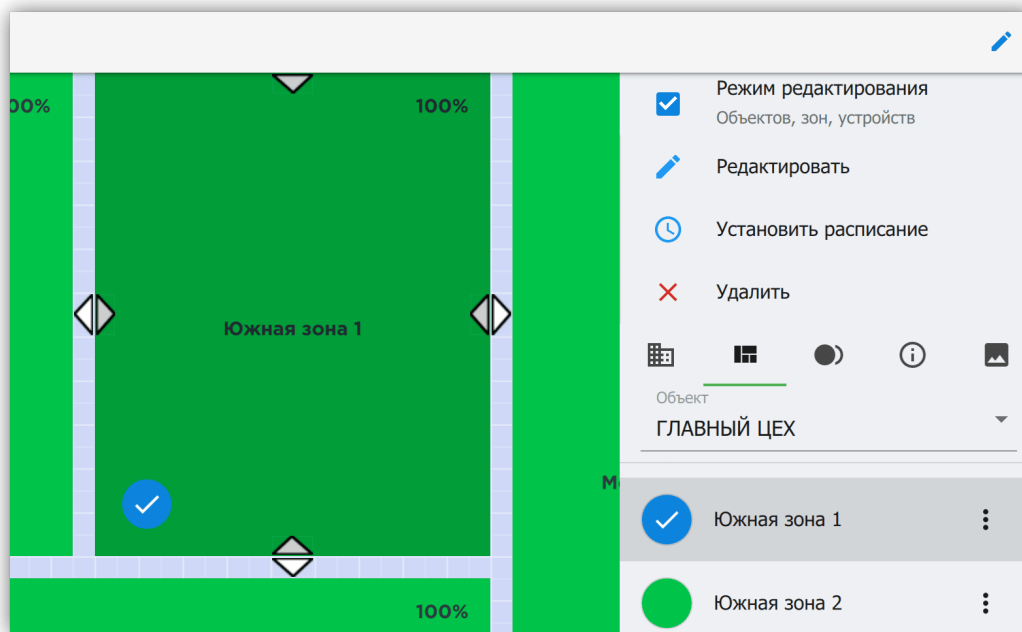 00%
100%
Южная зона 1
100%
Режим редактирования
Объектов, зон, устройств
Редактировать
Установить расписание
Удалить
Объект
ГЛАВНЫЙ ЦЕХ
Южная зона 1
Южная зона 2